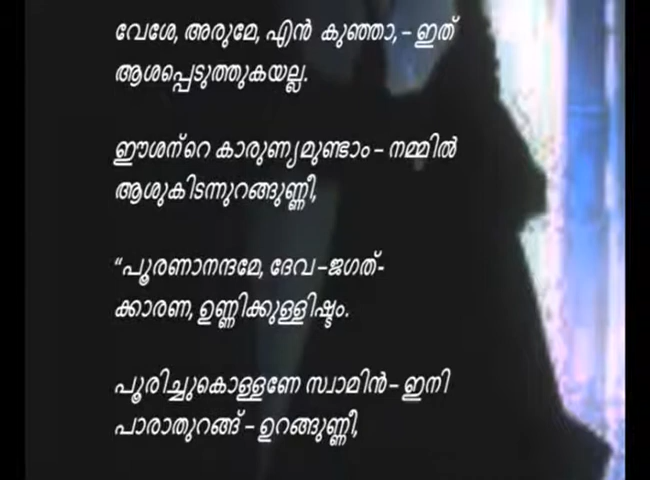 വേശേ, അരുമേ, എൻ കുഞ്ഞാ, – ഇത്
ആശപ്പെടുത്തുകയല്ല.
ഈശന്റെ കാരുണ്യമുണ്ടാം – നമ്മിൽ
ആശുകിടന്നുറങ്ങുണ്ണീ,
“പൂരണാനന്ദമേ, ദേവ –ജഗത്-
ക്കാരണ, ഉണ്ണിക്കുള്ളിഷ്ടം.
പൂരിച്ചുകൊള്ളണേ സ്വാമിൻ– ഇനി
പാരാതുറങ്ങ് – ഉറങ്ങുണ്ണീ,